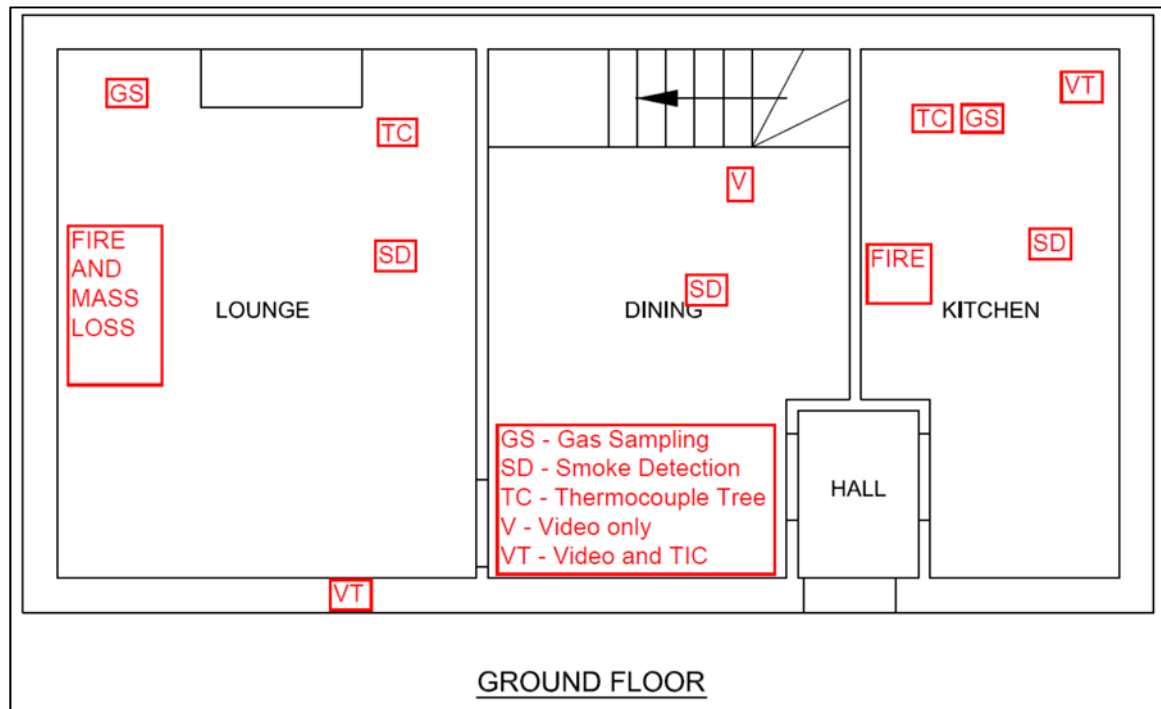 GS
VT
TC
GS
TC
V
SD
SD
FIRE
AND
MASS
LOSS
FIRE
SD
LOUNGE
DINING
KITCHEN
GS - Gas Sampling
SD - Smoke Detection
TC - Thermocouple Tree
V - Video only
VT - Video and TIC
HALL
VT
GROUND FLOOR